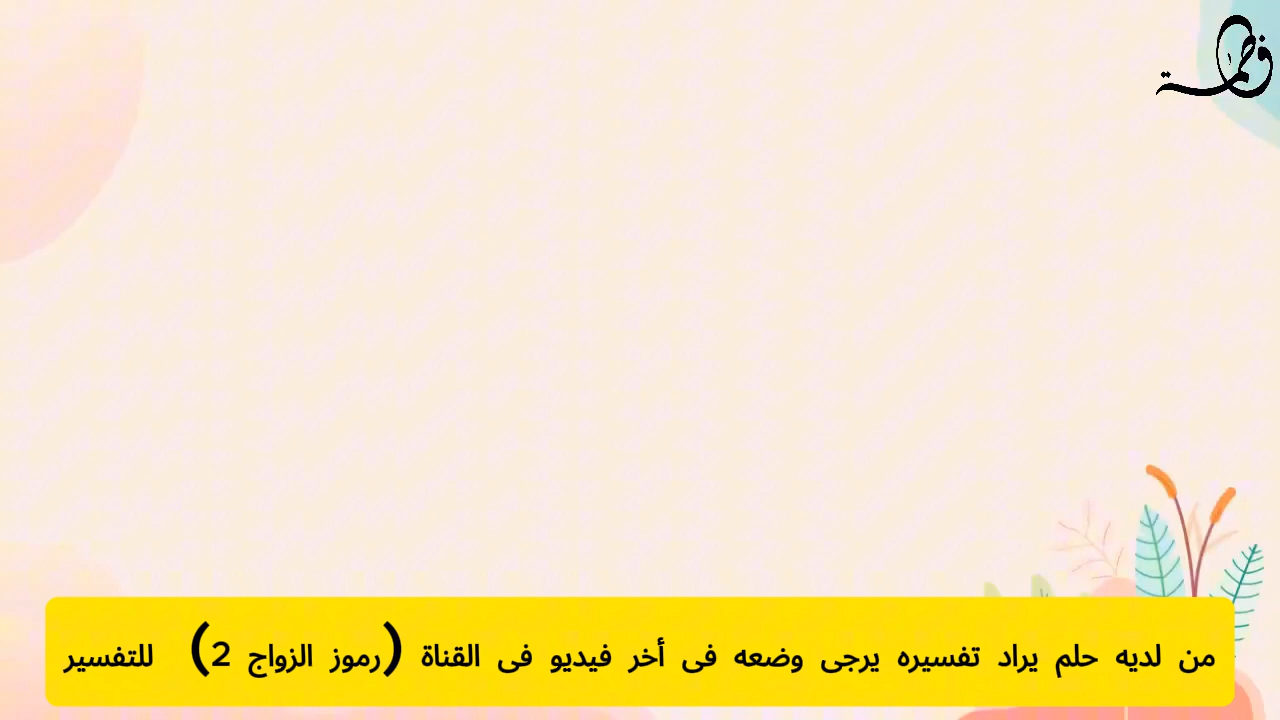 فاطمة
من لديه حلم يراد تفسيره يرجى وضعه فى أخر فيديو فى القناة (رموز الزواج 2) للتفسير